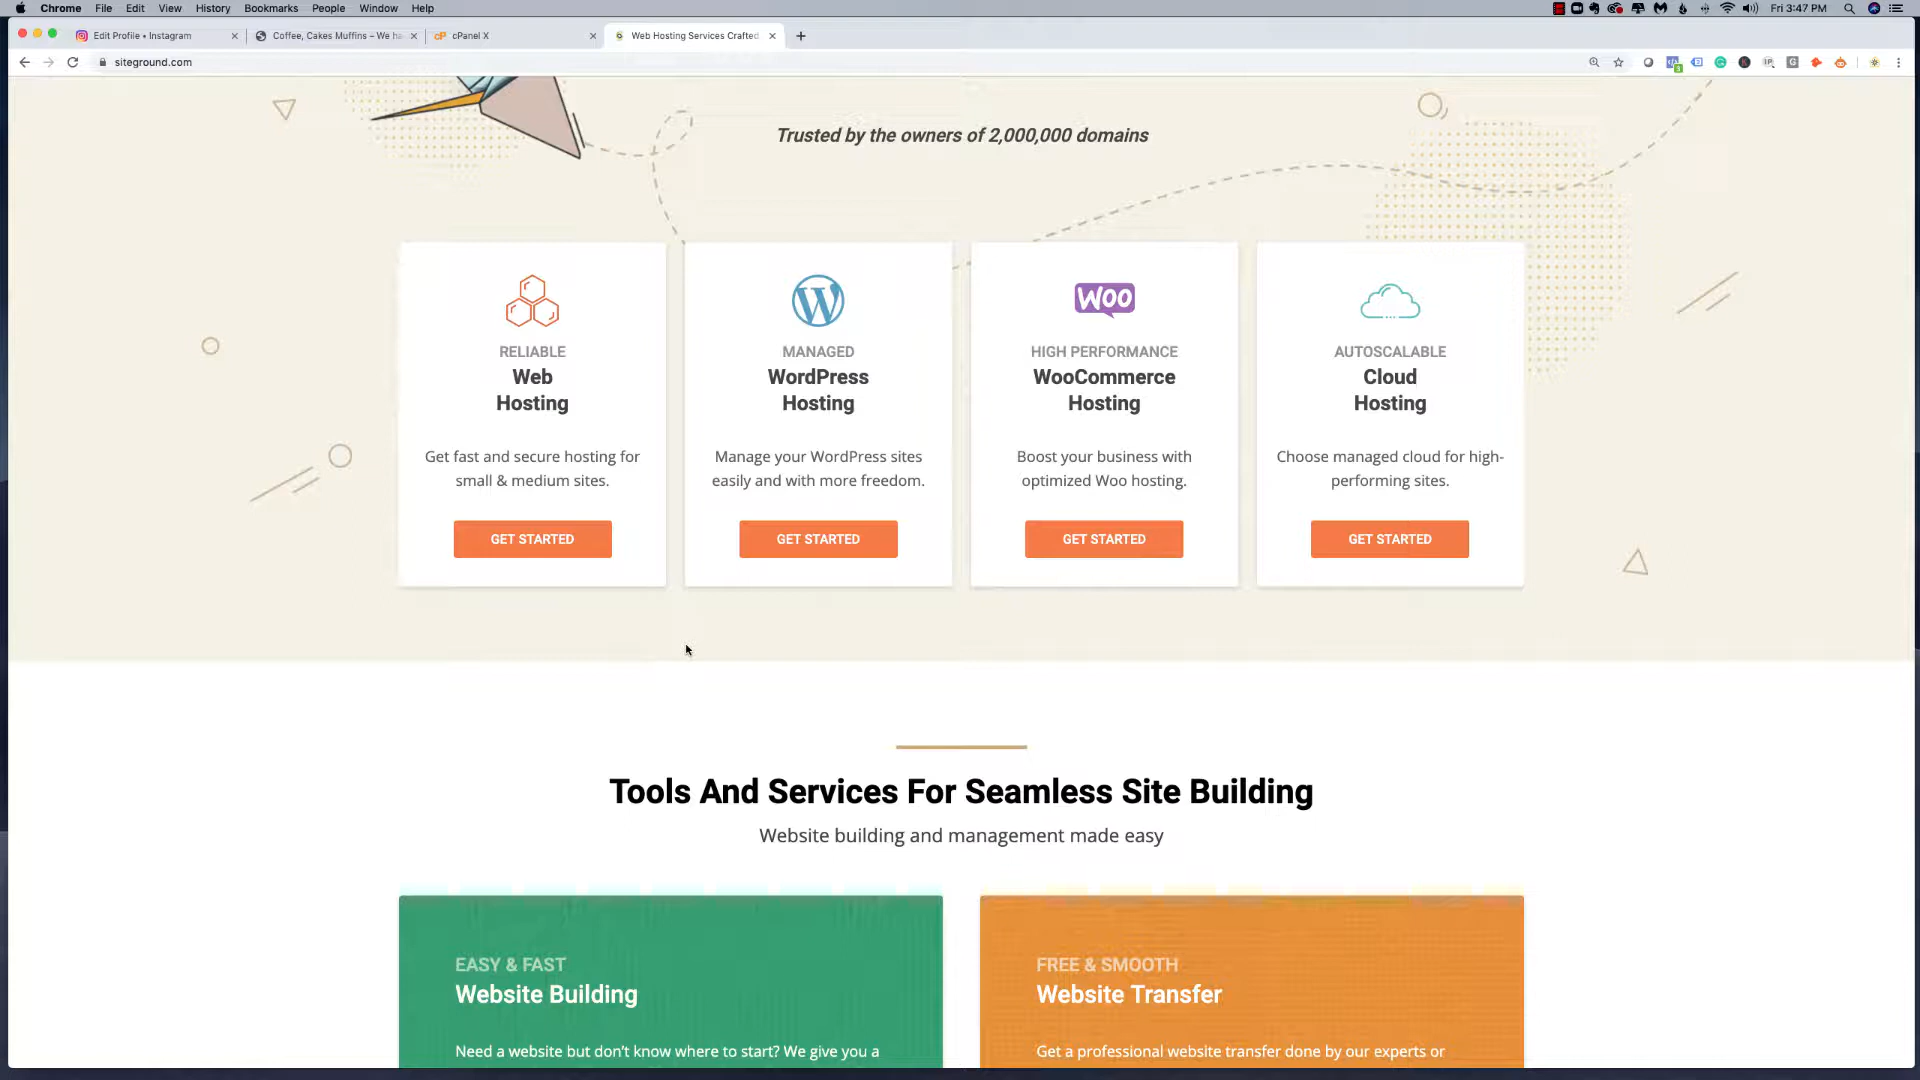 Chrome File Edit View History Bookmarks People Window Help Fri 3:47 PM
Edit Profile • Instagram Coffee, Cakes Muffins – We ha cPanel X Web Hosting Services Crafted
siteground.com
Trusted by the owners of 2,000,000 domains
WOO
RELIABLE MANAGED HIGH PERFORMANCE AUTOSCALABLE
Web WordPress WooCommerce Cloud
Hosting Hosting Hosting Hosting
Get fast and secure hosting for Manage your WordPress sites Boost your business with Choose managed cloud for high-
small & medium sites. easily and with more freedom. optimized Woo hosting. performing sites.
GET STARTED GET STARTED GET STARTED GET STARTED
Tools And Services For Seamless Site Building
Website building and management made easy
EASY & FAST FREE & SMOOTH
Website Building Website Transfer
Need a website but don't know where to start? We give you a Get a professional website transfer done by our experts or